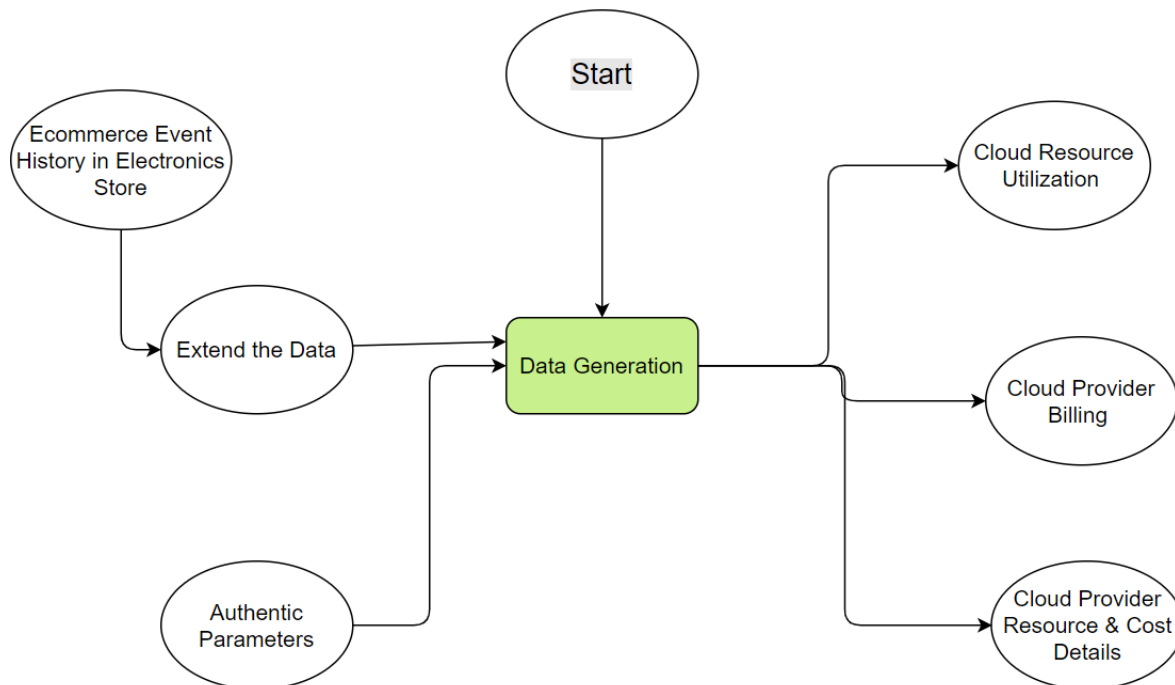 Start
Ecommerce Event
History in Electronics
Store
Cloud Resource
Utilization
Extend the Data
Data Generation
Cloud Provider
Billing
Authentic
Parameters
Cloud Provider
Resource & Cost
Details